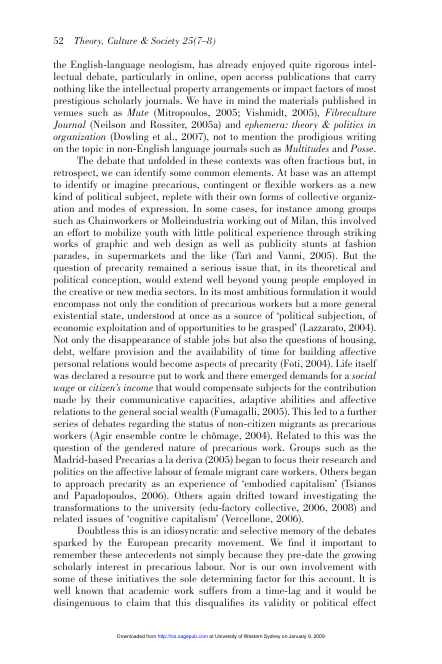 52 Theory, Culture & Society 25(7–8)
the English-language neologism, has already enjoyed quite rigorous intel-
lectual debate, particularly in online, open access publications that carry
nothing like the intellectual property arrangements or impact factors of most
prestigious scholarly journals. We have in mind the materials published in
venues such as Mute (Mitropoulos, 2005; Vishmidt, 2005), Fibreculture
Journal (Neilson and Rossiter, 2005a) and ephemera: theory & politics in
organization (Dowling et al., 2007), not to mention the prodigious writing
on the topic in non-English language journals such as Multitudes and Posse.
The debate that unfolded in these contexts was often fractious but, in
retrospect, we can identify some common elements. At base was an attempt
to identify or imagine precarious, contingent or flexible workers as a new
kind of political subject, replete with their own forms of collective organiz-
ation and modes of expression. In some cases, for instance among groups
such as Chainworkers or Molleindustria working out of Milan, this involved
an effort to mobilize youth with little political experience through striking
works of graphic and web design as well as publicity stunts at fashion
parades, in supermarkets and the like (Tarì and Vanni, 2005). But the
question of precarity remained a serious issue that, in its theoretical and
political conception, would extend well beyond young people employed in
the creative or new media sectors. In its most ambitious formulation it would
encompass not only the condition of precarious workers but a more general
existential state, understood at once as a source of ‘political subjection, of
economic exploitation and of opportunities to be grasped’ (Lazzarato, 2004).
Not only the disappearance of stable jobs but also the questions of housing,
debt, welfare provision and the availability of time for building affective
personal relations would become aspects of precarity (Foti, 2004). Life itself
was declared a resource put to work and there emerged demands for a social
wage or citizen’s income that would compensate subjects for the contribution
made by their communicative capacities, adaptive abilities and affective
relations to the general social wealth (Fumagalli, 2005). This led to a further
series of debates regarding the status of non-citizen migrants as precarious
workers (Agir ensemble contre le chômage, 2004). Related to this was the
question of the gendered nature of precarious work. Groups such as the
Madrid-based Precarias a la deriva (2005) began to focus their research and
politics on the affective labour of female migrant care workers. Others began
to approach precarity as an experience of ‘embodied capitalism’ (Tsianos
and Papadopoulos, 2006). Others again drifted toward investigating the
transformations to the university (edu-factory collective, 2006, 2008) and
related issues of ‘cognitive capitalism’ (Vercellone, 2006).
Doubtless this is an idiosyncratic and selective memory of the debates
sparked by the European precarity movement. We find it important to
remember these antecedents not simply because they pre-date the growing
scholarly interest in precarious labour. Nor is our own involvement with
some of these initiatives the sole determining factor for this account. It is
well known that academic work suffers from a time-lag and it would be
disingenuous to claim that this disqualifies its validity or political effect
Downloaded from http://tcs.sagepub.com at University of Western Sydney on January 9, 2009